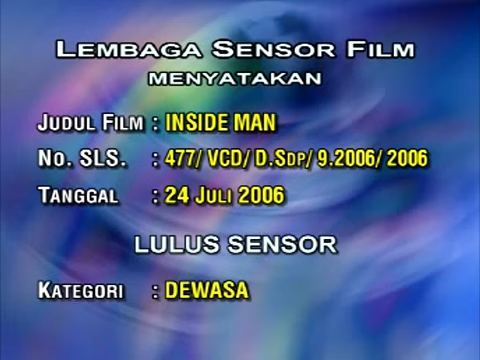 LEMBAGA SENSOR FILM
MENYATAKAN
JUDUL FILM : INSIDE MAN
NO. SLS. : 477/ VCD/ D.SDP/ 9.2006/ 2006
TANGGAL : 24 JULI 2006
LULUS SENSOR
KATEGORI : DEWASA